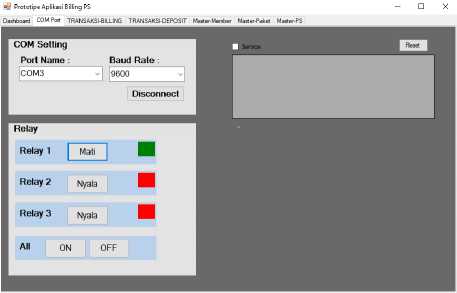 Prototipe Aplikasi Billing PS
Dashboard COM Port TRANSAKSI-BILLING TRANSAKSI-DEPOSIT Master-Member Master-Paket Master-PS
COM Setting
Port Name : Baud Rate :
COM3 9600
Disconnect
Service Reset
Relay
Relay 1 Mati
Relay 2 Nyala
Relay 3 Nyala
All ON OFF